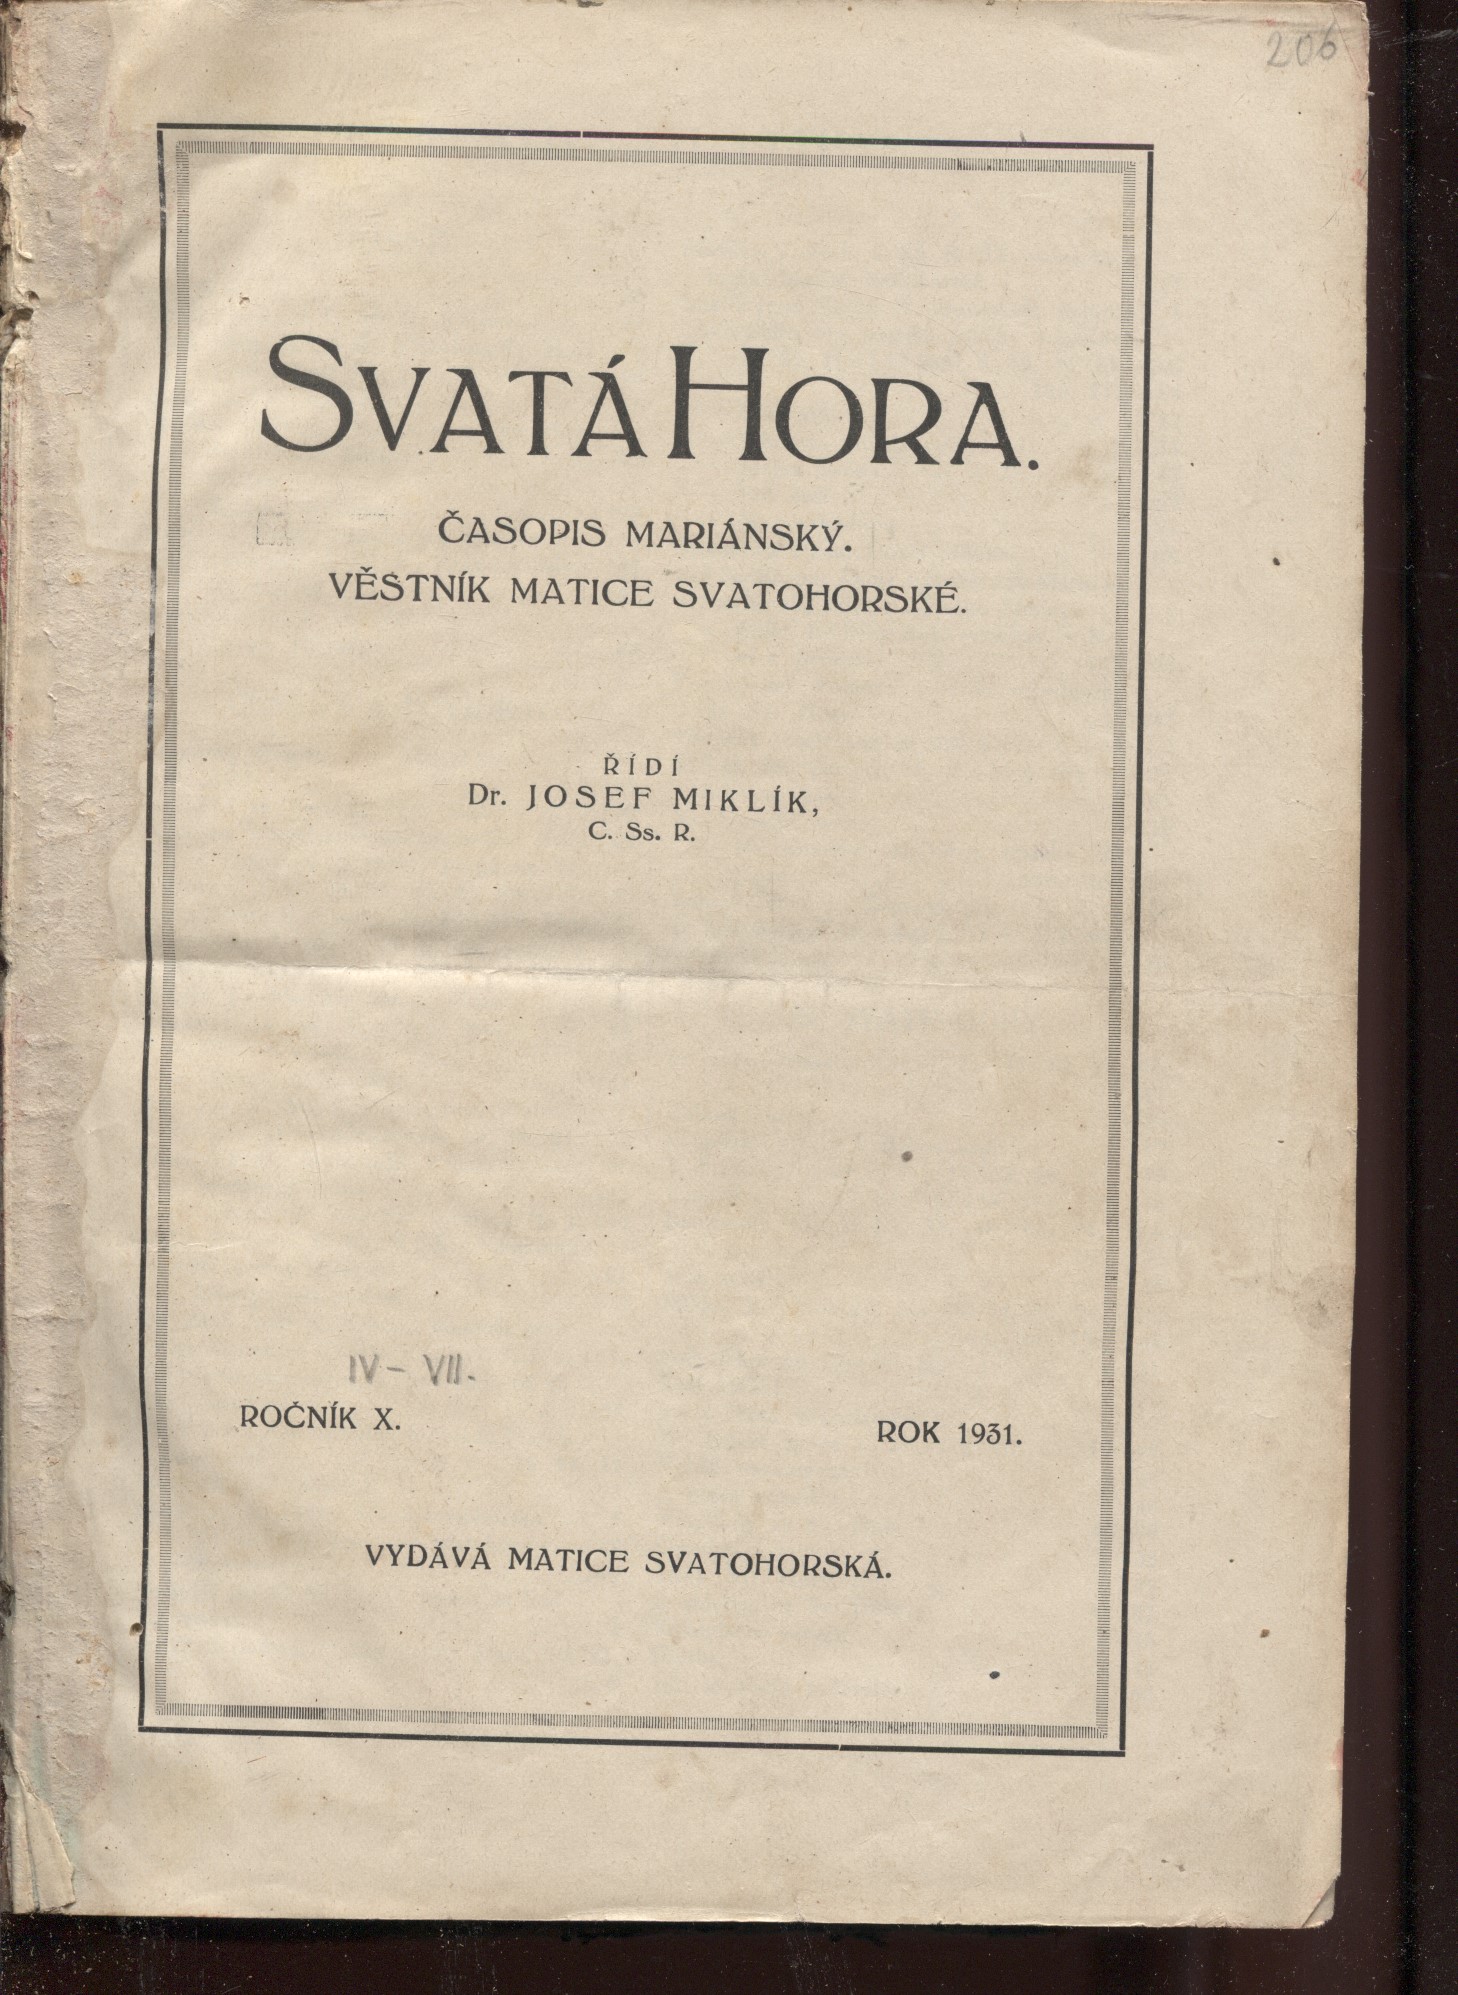 206
SVATÁ HORA.
ČASOPIS MARIÁNSKÝ.
VĚSTNÍK MATICE SVATOHORSKÉ.
ŘÍDÍ
Dr. JOSEF MIKLÍK,
C. Ss. R.
IV - VII.
ROČNÍK X.
ROK 1931.
VYDÁVÁ MATICE SVATOHORSKÁ.